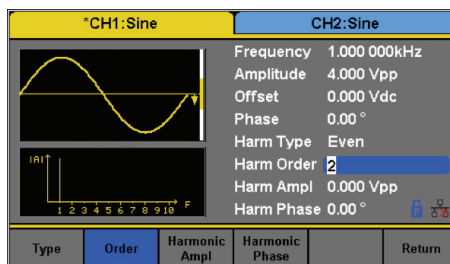 *CH1:Sine
CH2:Sine
Frequency 1.000 000kHz
Amplitude 4.000 Vpp
Offset 0.000 Vdc
Phase 0.00 °
Harm Type Even
Harm Order 2
Harm Ampl 0.000 Vpp
Harm Phase 0.00 °
|A|
1 2 3 4 5 6 7 8 9 10 F
Type Order Harmonic Ampl Harmonic Phase Return